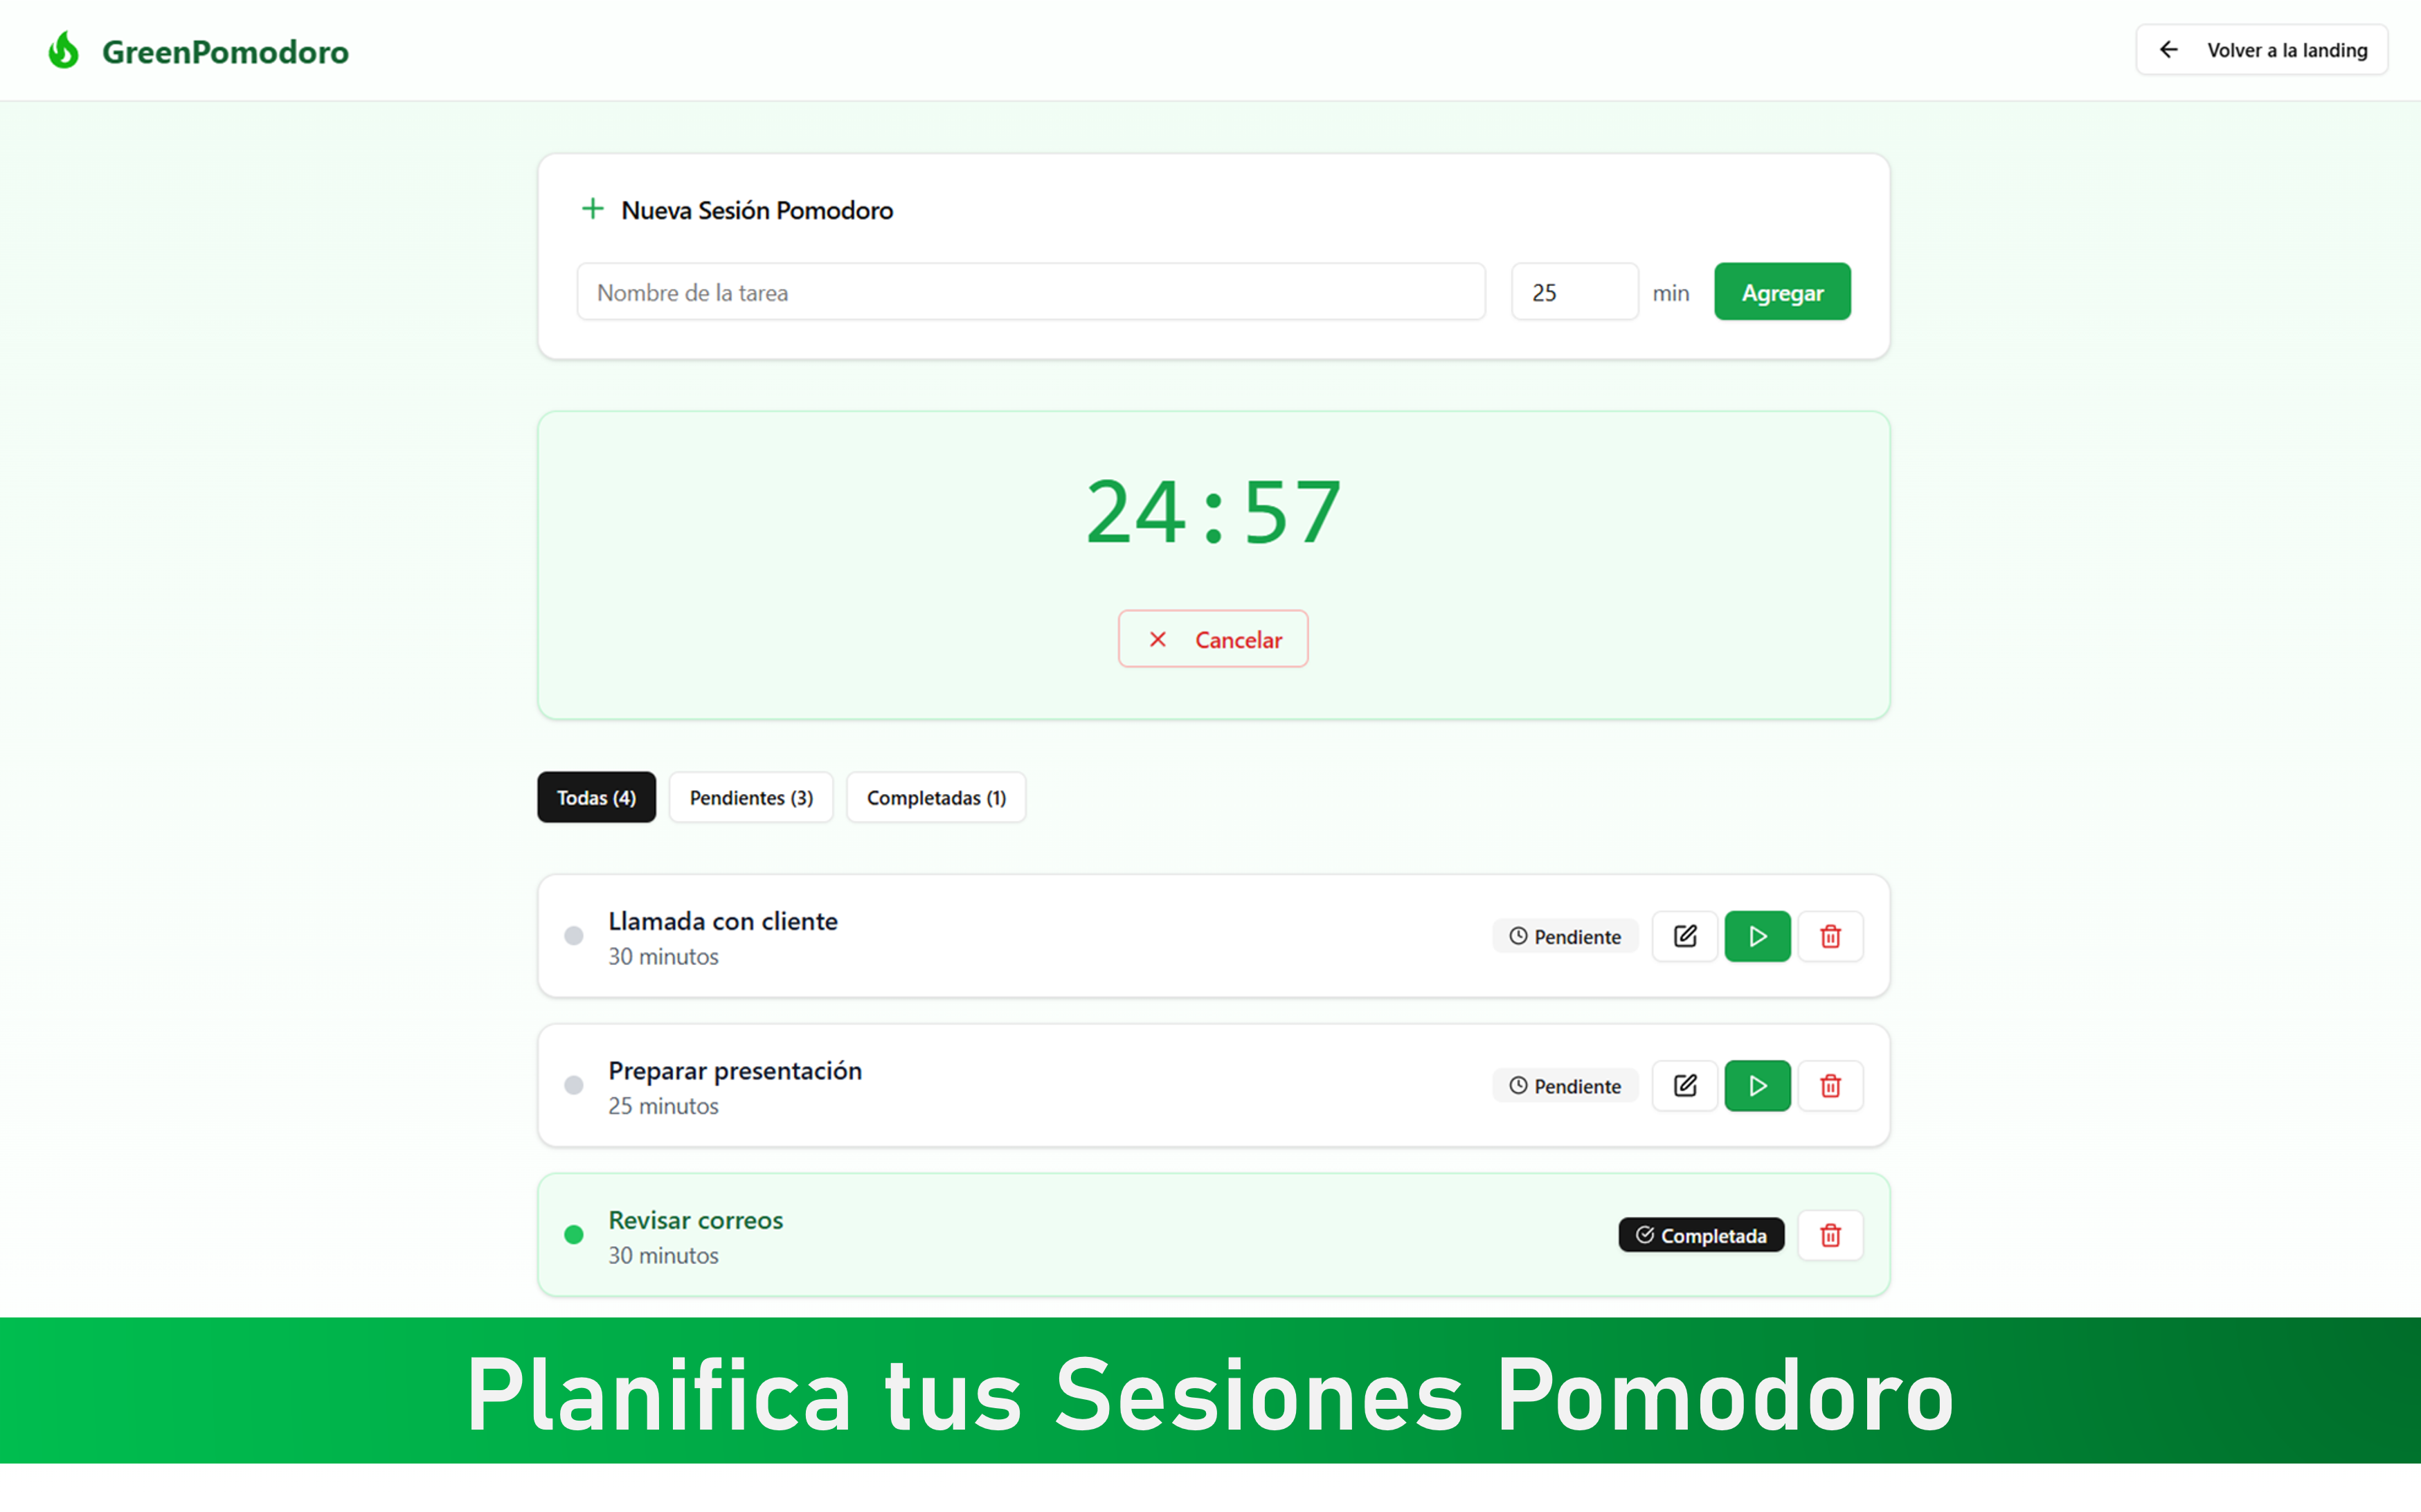 GreenPomodoro
Volver a la landing
Nueva Sesión Pomodoro
Nombre de la tarea
25 min
Agregar
24:57
Cancelar
Todas (4)
Pendientes (3)
Completadas (1)
Llamada con cliente
30 minutos
Pendiente
Preparar presentación
25 minutos
Pendiente
Revisar correos
30 minutos
Completada
Planifica tus Sesiones Pomodoro